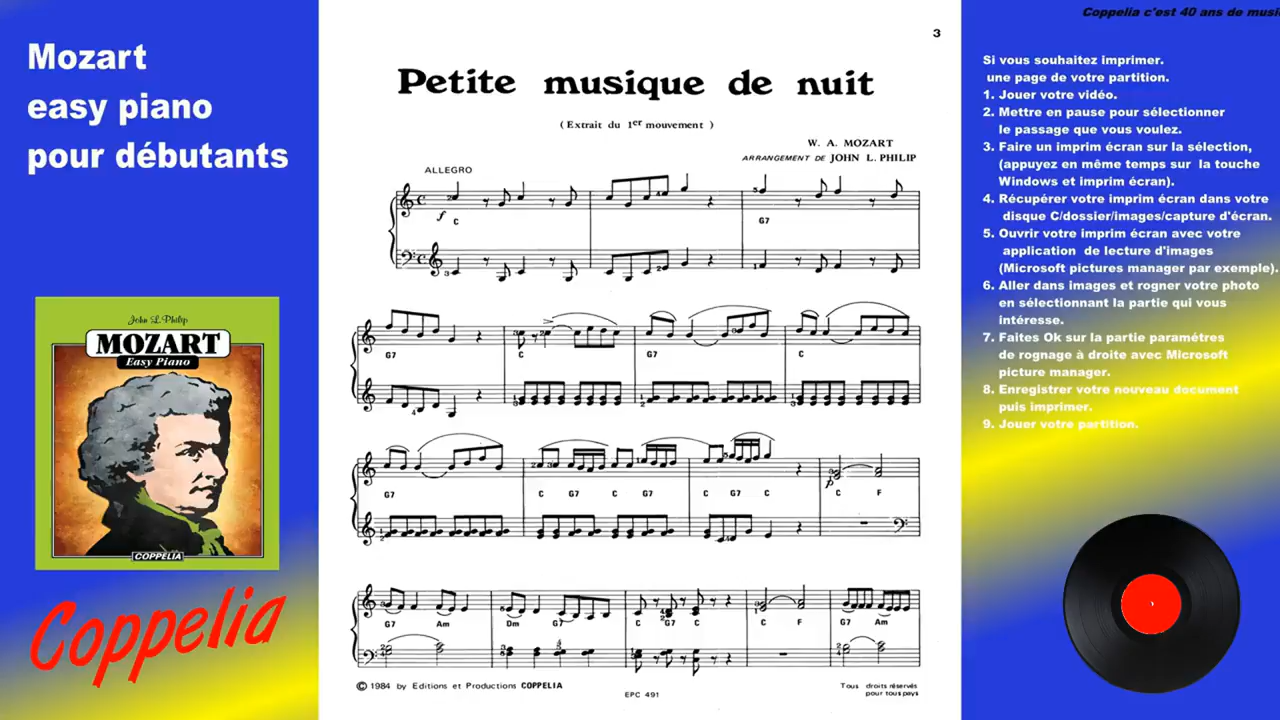 Mozart
easy piano
pour débutants
John L. Philip
MOZART
Easy Piano
COPPELIA
Coppelia
3
Petite musique de nuit
( Extrait du 1er mouvement )
W. A. MOZART
ARRANGEMENT DE JOHN L. PHILIP
ALLEGRO
f
C G7
G7 C G7 C
G7 C G7 C G7 C G7 C p C F
G7 Am Dm G7 C G7 C C F G7 Am
© 1984 by Editions et Productions COPPELIA
EPC 491
Tous droits réservés
pour tous pays
Coppelia c'est 40 ans de
Si vous souhaitez imprimer.
une page de votre partition.
1. Jouer votre vidéo.
2. Mettre en pause pour sélectionner
le passage que vous voulez.
3. Faire un imprim écran sur la sélection,
(appuyez en même temps sur la touche
Windows et imprim écran).
4. Récupérer votre imprim écran dans votre
disque C/dossier/images/capture d'écran.
5. Ouvrir votre imprim écran avec votre
application de lecture d'images
(Microsoft pictures manager par exemple).
6. Aller dans images et rogner votre photo
en sélectionnant la partie qui vous
intéresse.
7. Faites Ok sur la partie paramétres
de rognage à droite avec Microsoft
picture manager.
8. Enregistrer votre nouveau document
puis imprimer.
9. Jouer votre partition.